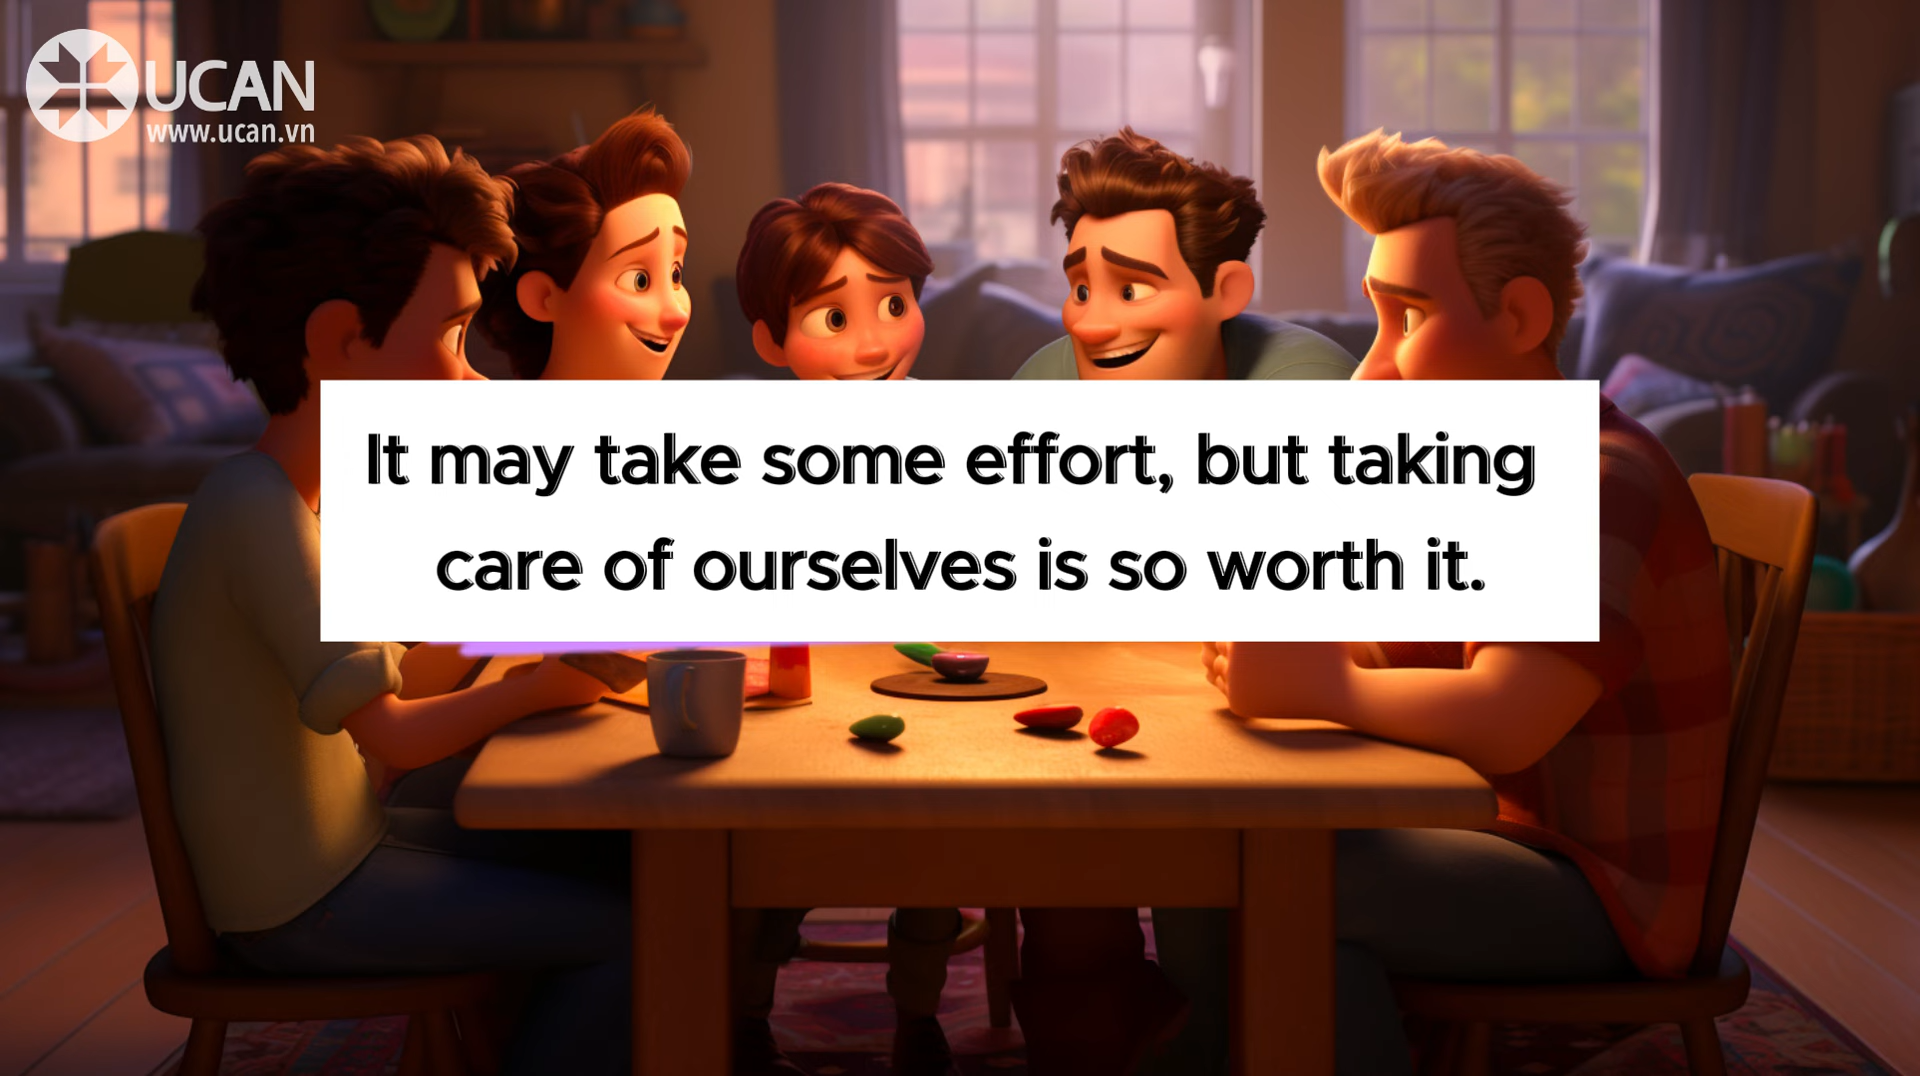 UCAN
www.ucan.vn
It may take some effort, but taking
care of ourselves is so worth it.